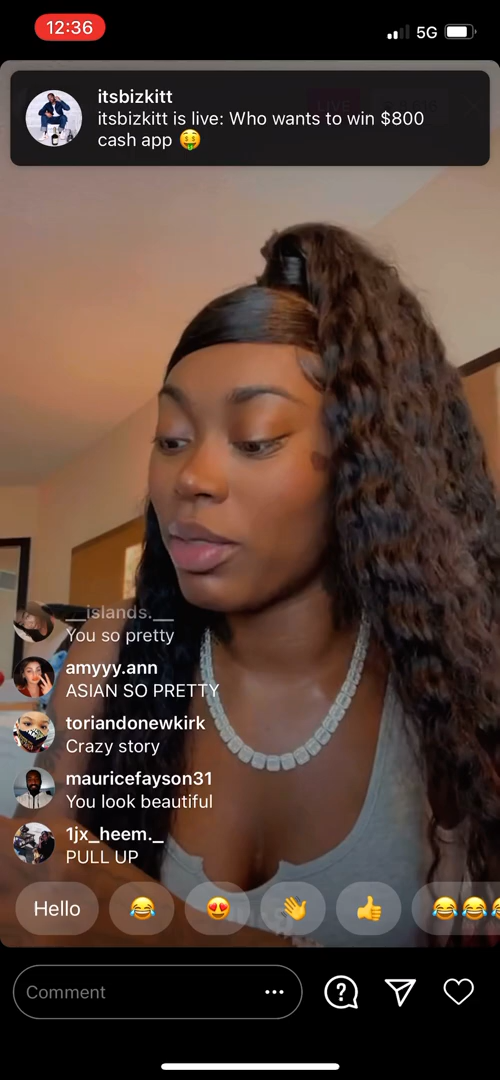 12:36
5G
itsbizkitt
itsbizkitt is live: Who wants to win $800
cash app 🤑
LIVE
__islands.__
You so pretty
amyyy.ann
ASIAN SO PRETTY
toriandonewkirk
Crazy story
mauricefayson31
You look beautiful
1jx_heem._
PULL UP
Hello 😂 😍 👋 👍 😂😂
Comment